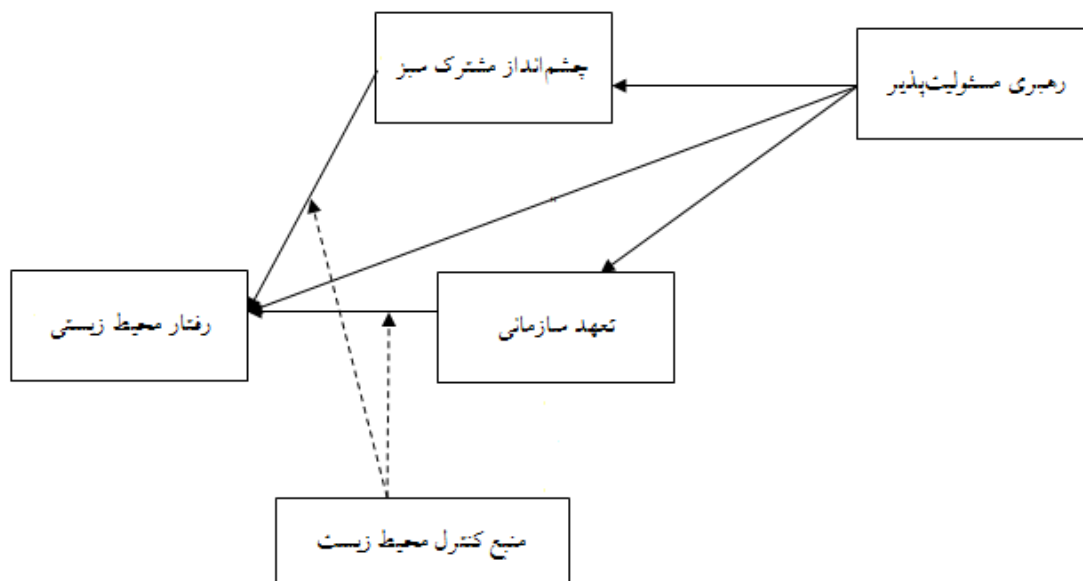 چشم‌انداز مشترک سبز
رهبری مسئولیت‌پذیر
تعهد سازمانی
رفتار محیط زیستی
منبع کنترل محیط زیست